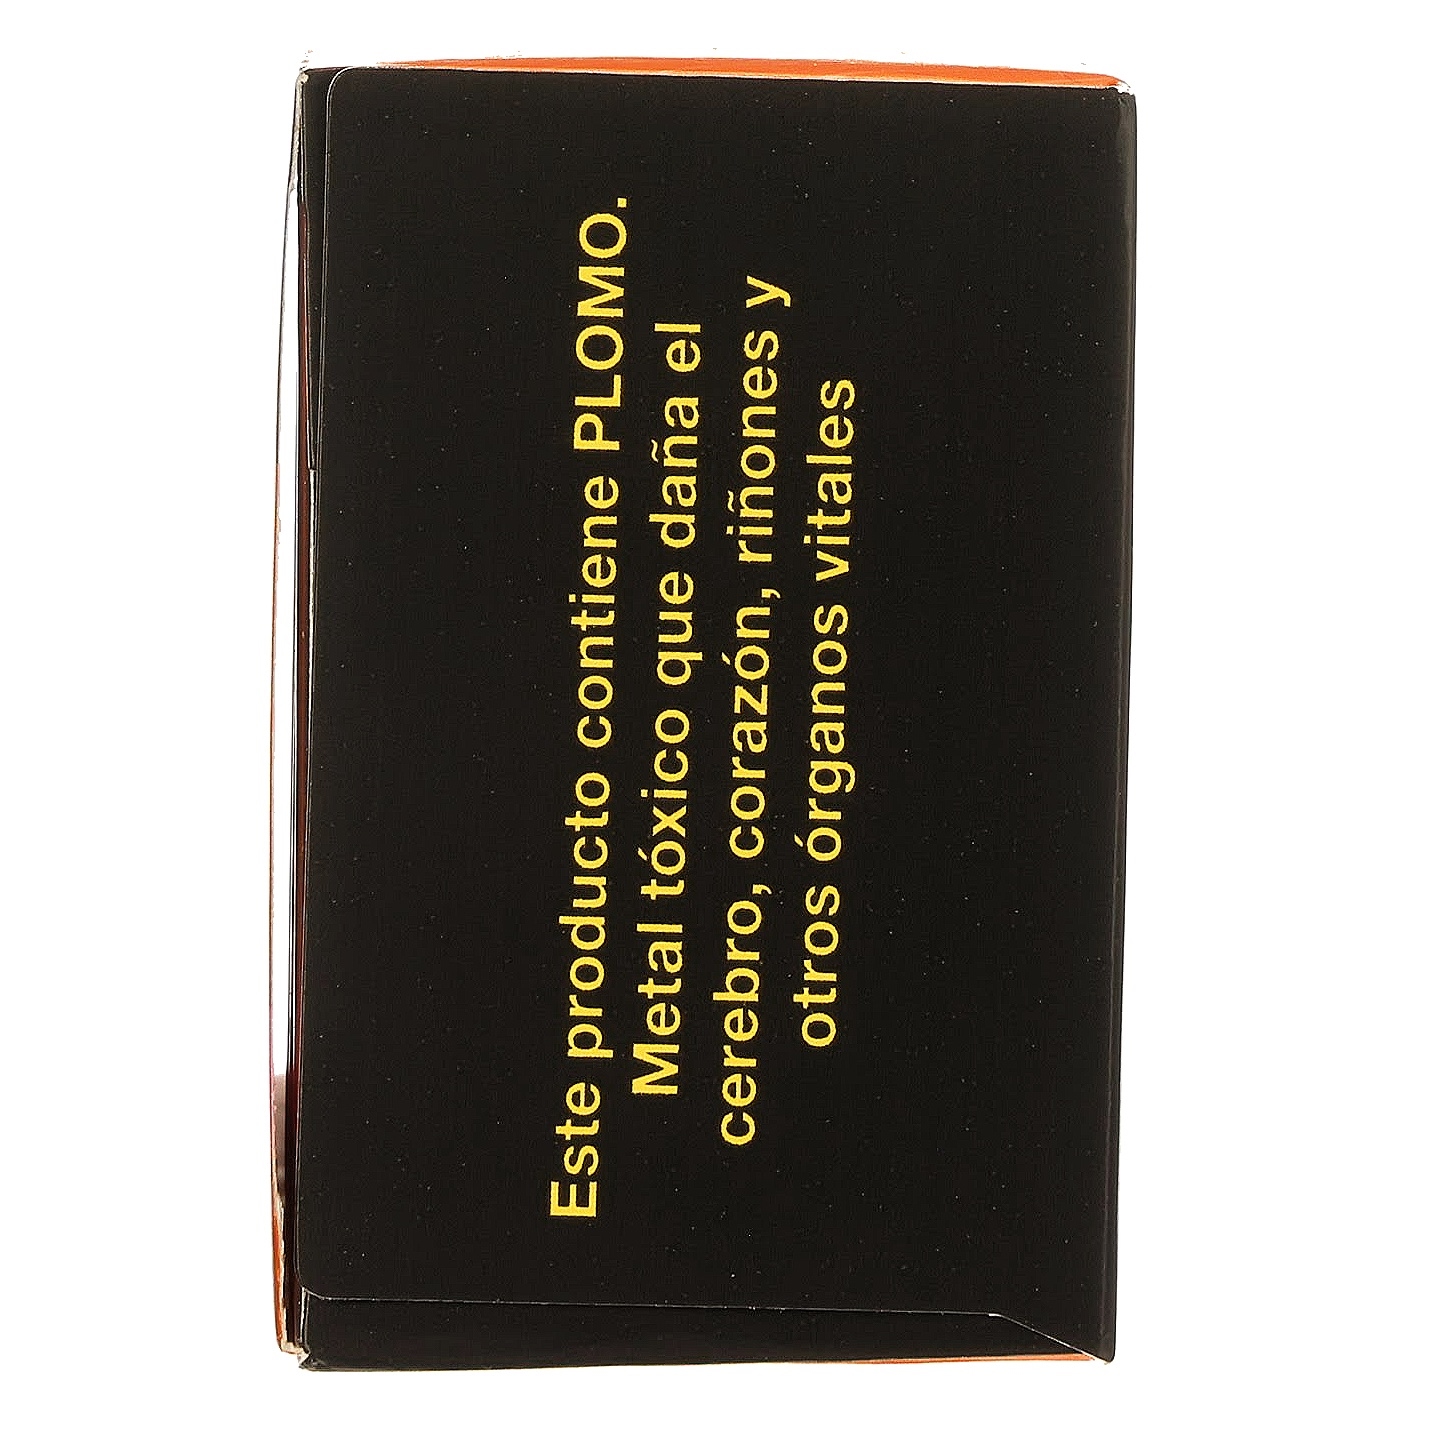 Este producto contiene PLOMO.
Metal tóxico que daña el
cerebro, corazón, riñones y
otros órganos vitales